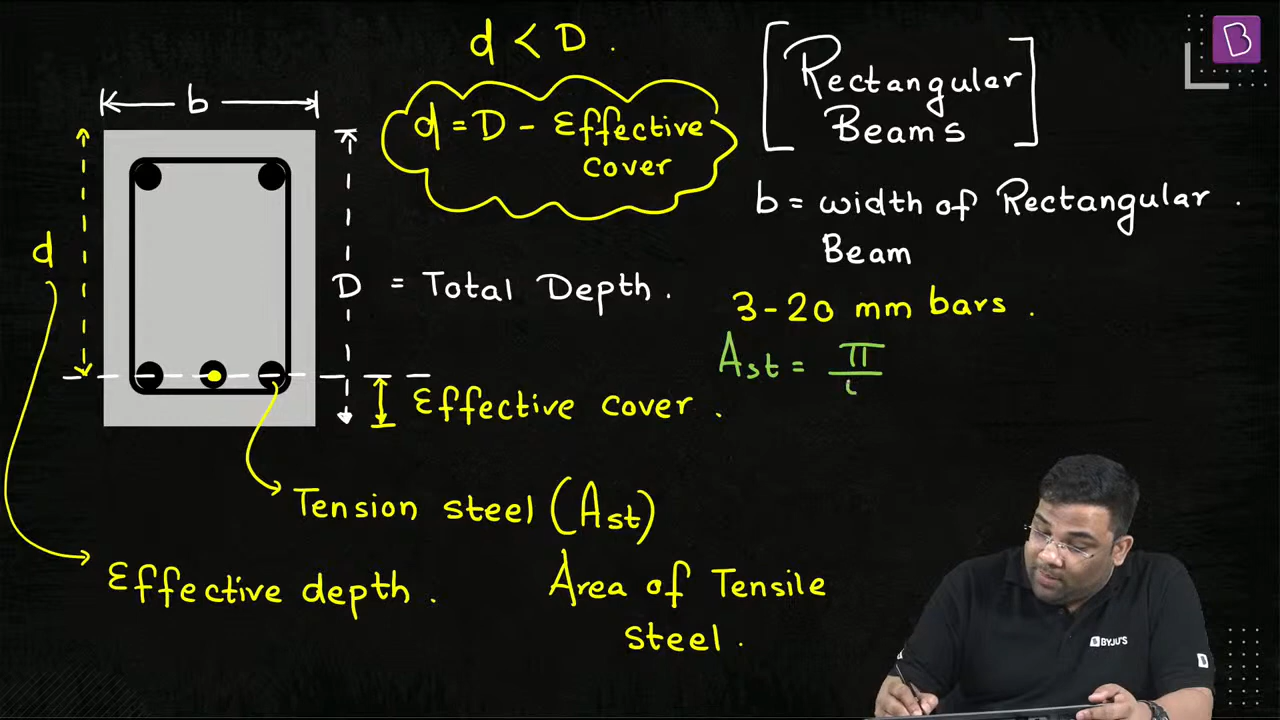 d < D .
b
d = D - Effective
cover
[Rectangular
Beams]
b = width of Rectangular .
Beam
d
D = Total Depth .
3-20 mm bars .
Ast = π
Effective cover .
Tension steel (Ast)
Effective depth .
Area of Tensile
steel .
B
BYJU'S
B